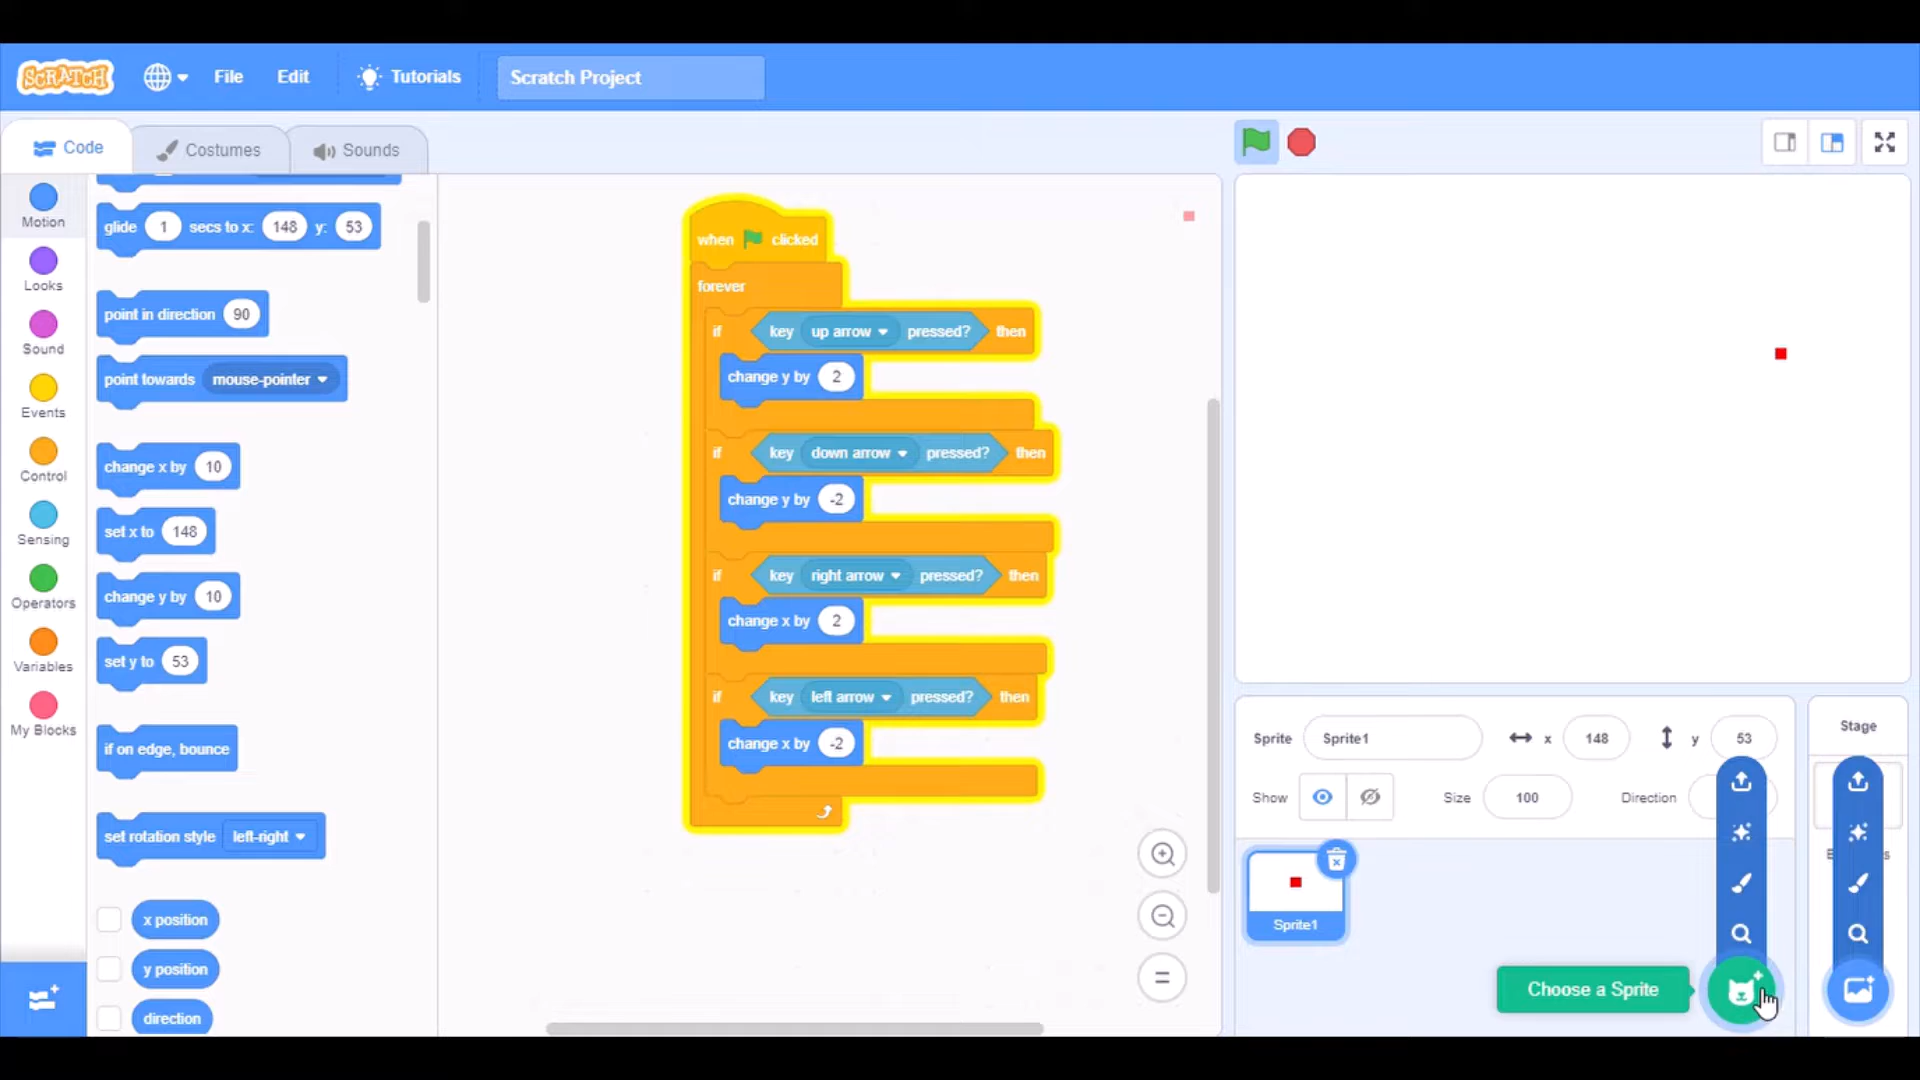 SCRATCH
File
Edit
Tutorials
Scratch Project
Code
Costumes
Sounds
Motion
Looks
Sound
Events
Control
Sensing
Operators
Variables
My Blocks
glide 1 secs to x: 148 y: 53
point in direction 90
point towards mouse-pointer
change x by 10
set x to 148
change y by 10
set y to 53
if on edge, bounce
set rotation style left-right
x position
y position
direction
when clicked
forever
if key up arrow pressed? then
change y by 2
if key down arrow pressed? then
change y by -2
if key right arrow pressed? then
change x by 2
if key left arrow pressed? then
change x by -2
Sprite Sprite1 x 148 y 53
Show Size 100 Direction
Sprite1
Choose a Sprite
Stage